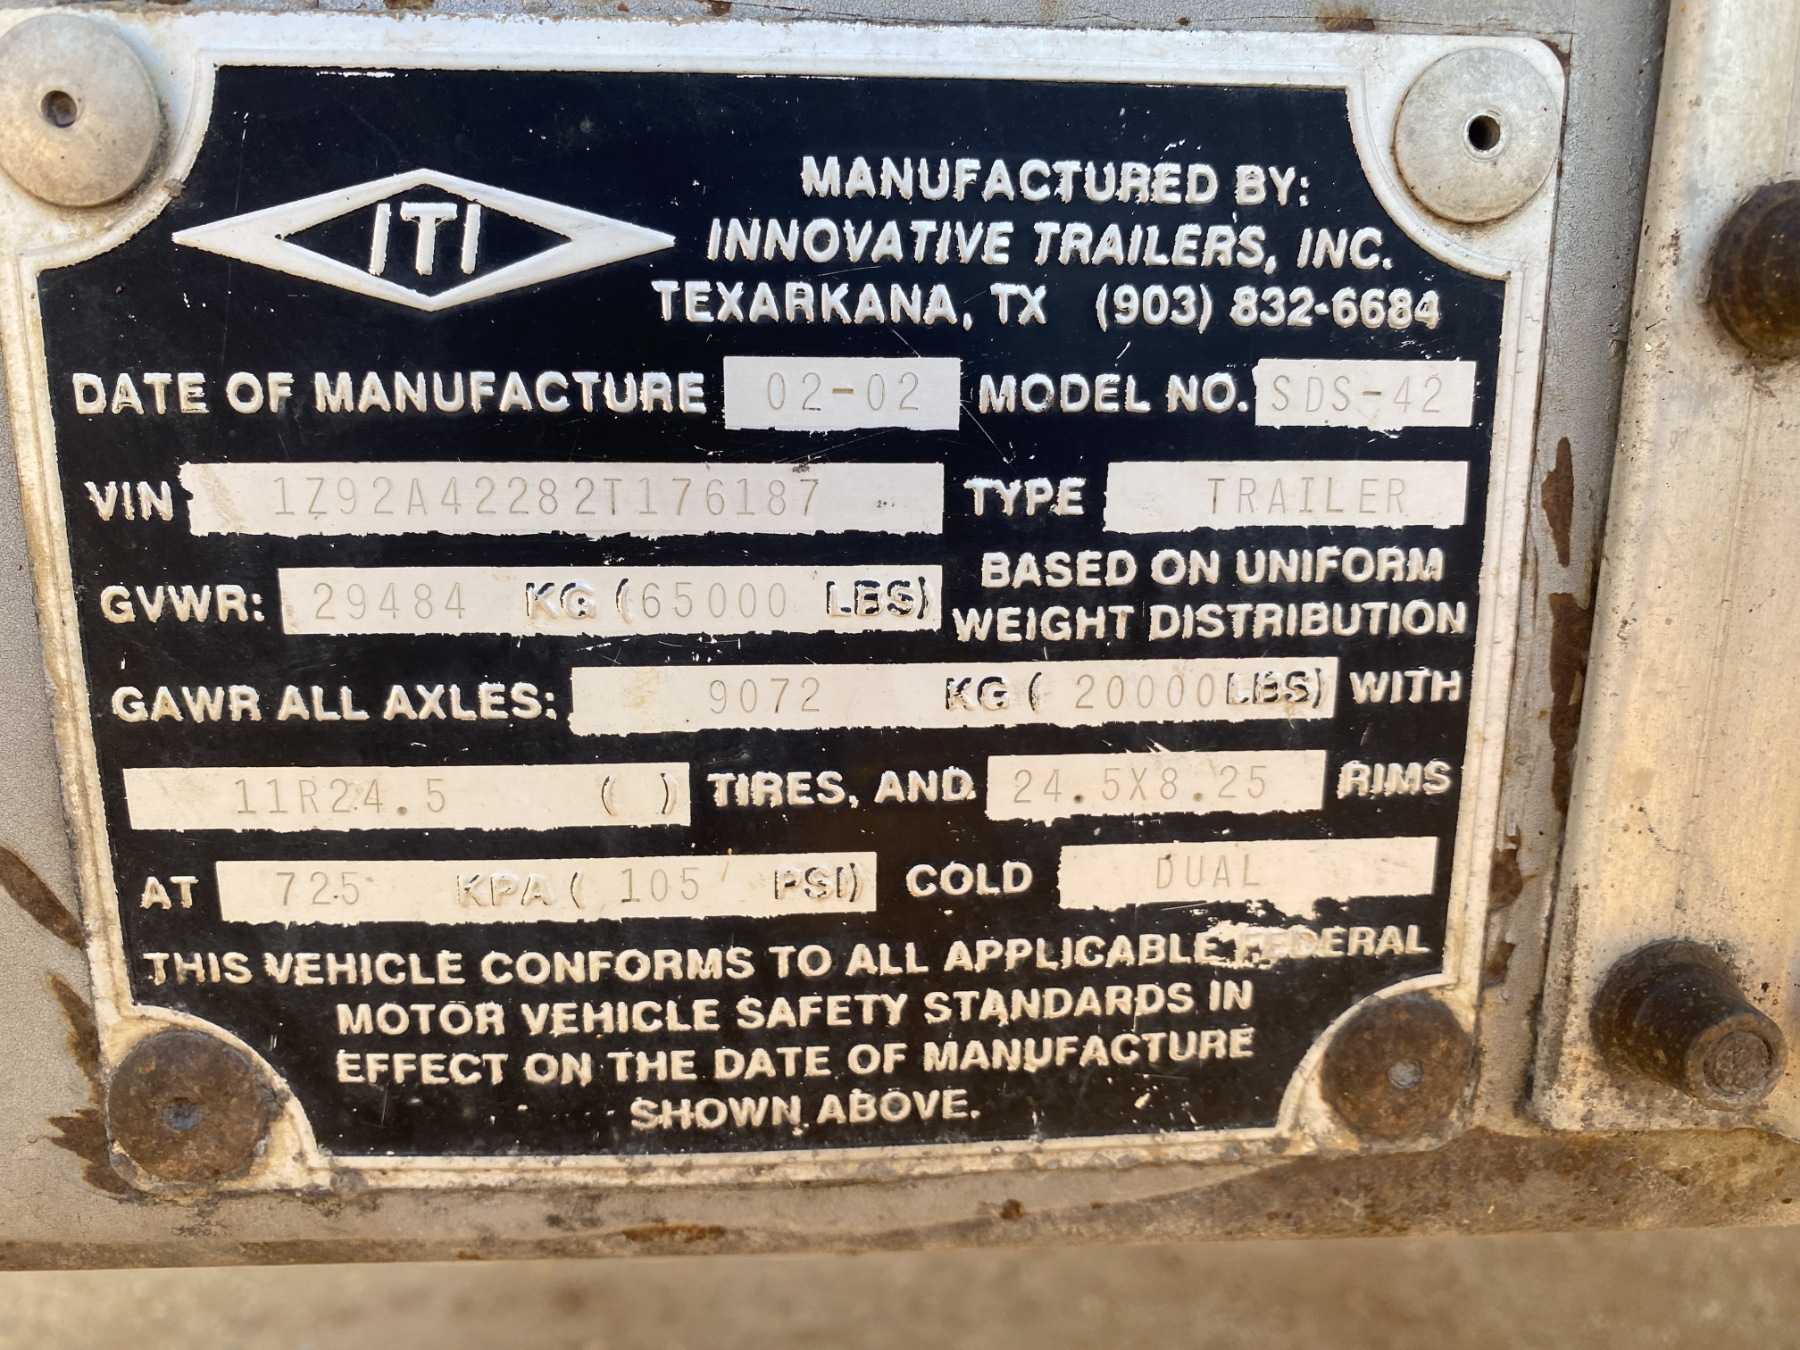 ITI
MANUFACTURED BY:
INNOVATIVE TRAILERS, INC.
TEXARKANA, TX (903) 832-6684
DATE OF MANUFACTURE 02-02 MODEL NO. SDS-42
VIN 1Z92A42282T176187 TYPE TRAILER
GVWR: 29484 KG (65000 LBS) BASED ON UNIFORM
WEIGHT DISTRIBUTION
GAWR ALL AXLES: 9072 KG ( 20000 LBS) WITH
11R24.5 ( ) TIRES, AND 24.5X8.25 RIMS
AT 725 KPA ( 105 PSI) COLD DUAL
THIS VEHICLE CONFORMS TO ALL APPLICABLE FEDERAL
MOTOR VEHICLE SAFETY STANDARDS IN
EFFECT ON THE DATE OF MANUFACTURE
SHOWN ABOVE.